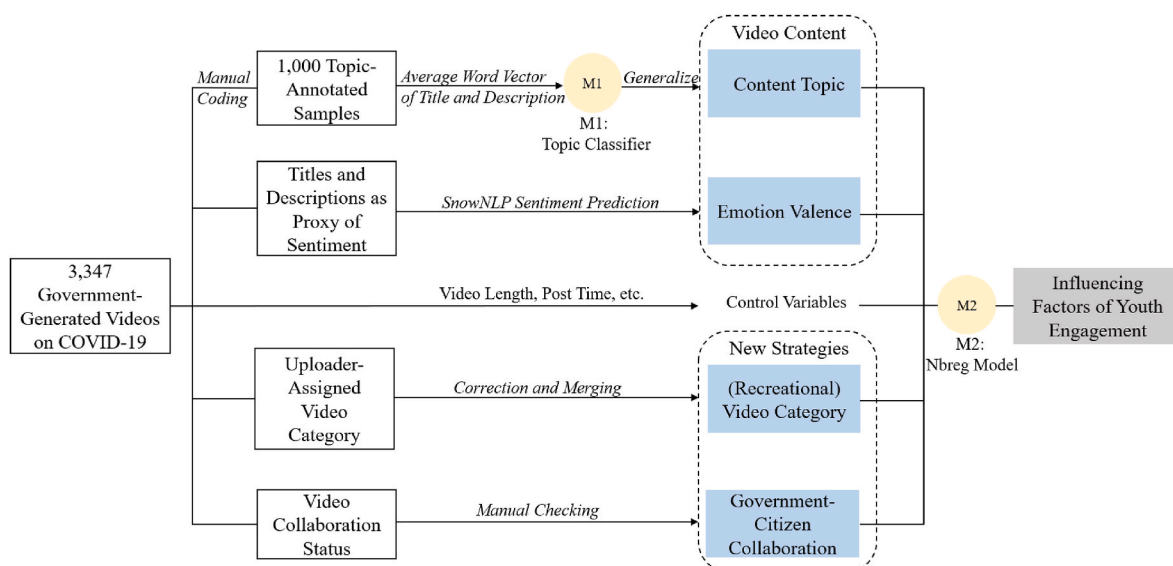 Manual
Coding
1,000 Topic-
Annotated
Samples
Average Word Vector
of Title and Description
M1
M1:
Topic Classifier
Generalize
Video Content
Content Topic
Titles and
Descriptions as
Proxy of
Sentiment
SnowNLP Sentiment Prediction
Emotion Valence
3,347
Government-
Generated Videos
on COVID-19
Video Length, Post Time, etc.
Control Variables
M2
M2:
Nbreg Model
Influencing
Factors of Youth
Engagement
New Strategies
Uploader-
Assigned
Video
Category
Correction and Merging
(Recreational)
Video Category
Video
Collaboration
Status
Manual Checking
Government-
Citizen
Collaboration